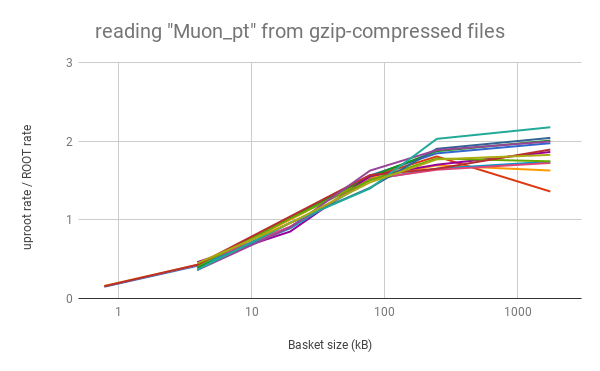 reading "Muon_pt" from gzip-compressed files
uproot rate / ROOT rate
3
2
1
0
1
10
100
1000
Basket size (kB)